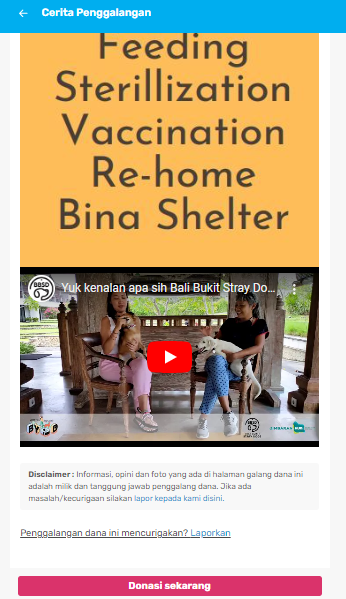 Cerita Penggalangan
Feeding
Sterillization
Vaccination
Re-home
Bina Shelter
BBSD
Yuk kenalan apa sih Bali Bukit Stray Do...
Disclaimer : Informasi, opini dan foto yang ada di halaman galang dana ini
adalah milik dan tanggung jawab penggalang dana. Jika ada
masalah/kecurigaan silakan lapor kepada kami disini.
Penggalangan dana ini mencurigakan? Laporkan
Donasi sekarang